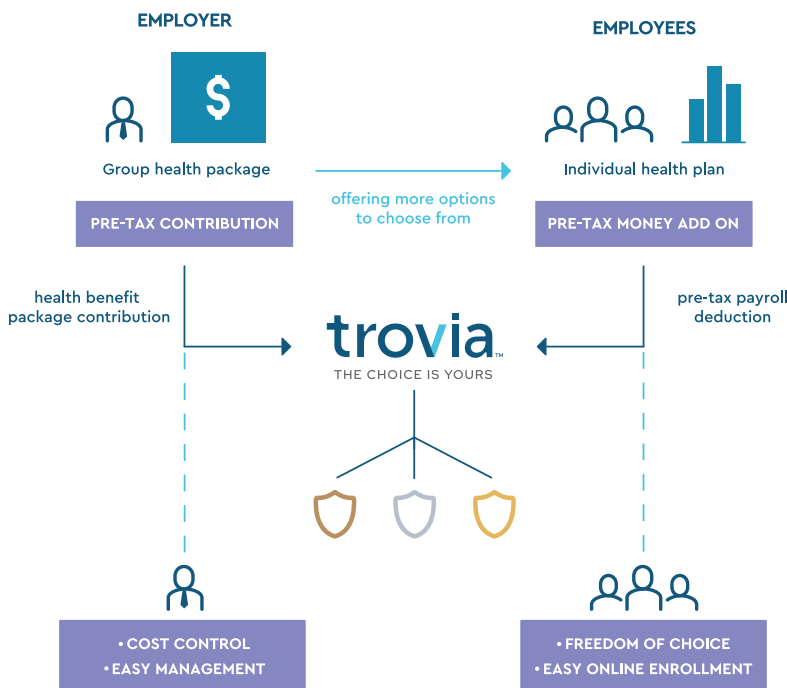 EMPLOYER
EMPLOYEES
$
Group health package
Individual health plan
offering more options
to choose from
PRE-TAX CONTRIBUTION
PRE-TAX MONEY ADD ON
health benefit
package contribution
pre-tax payroll
deduction
trovia™
THE CHOICE IS YOURS
• COST CONTROL
• EASY MANAGEMENT
• FREEDOM OF CHOICE
• EASY ONLINE ENROLLMENT